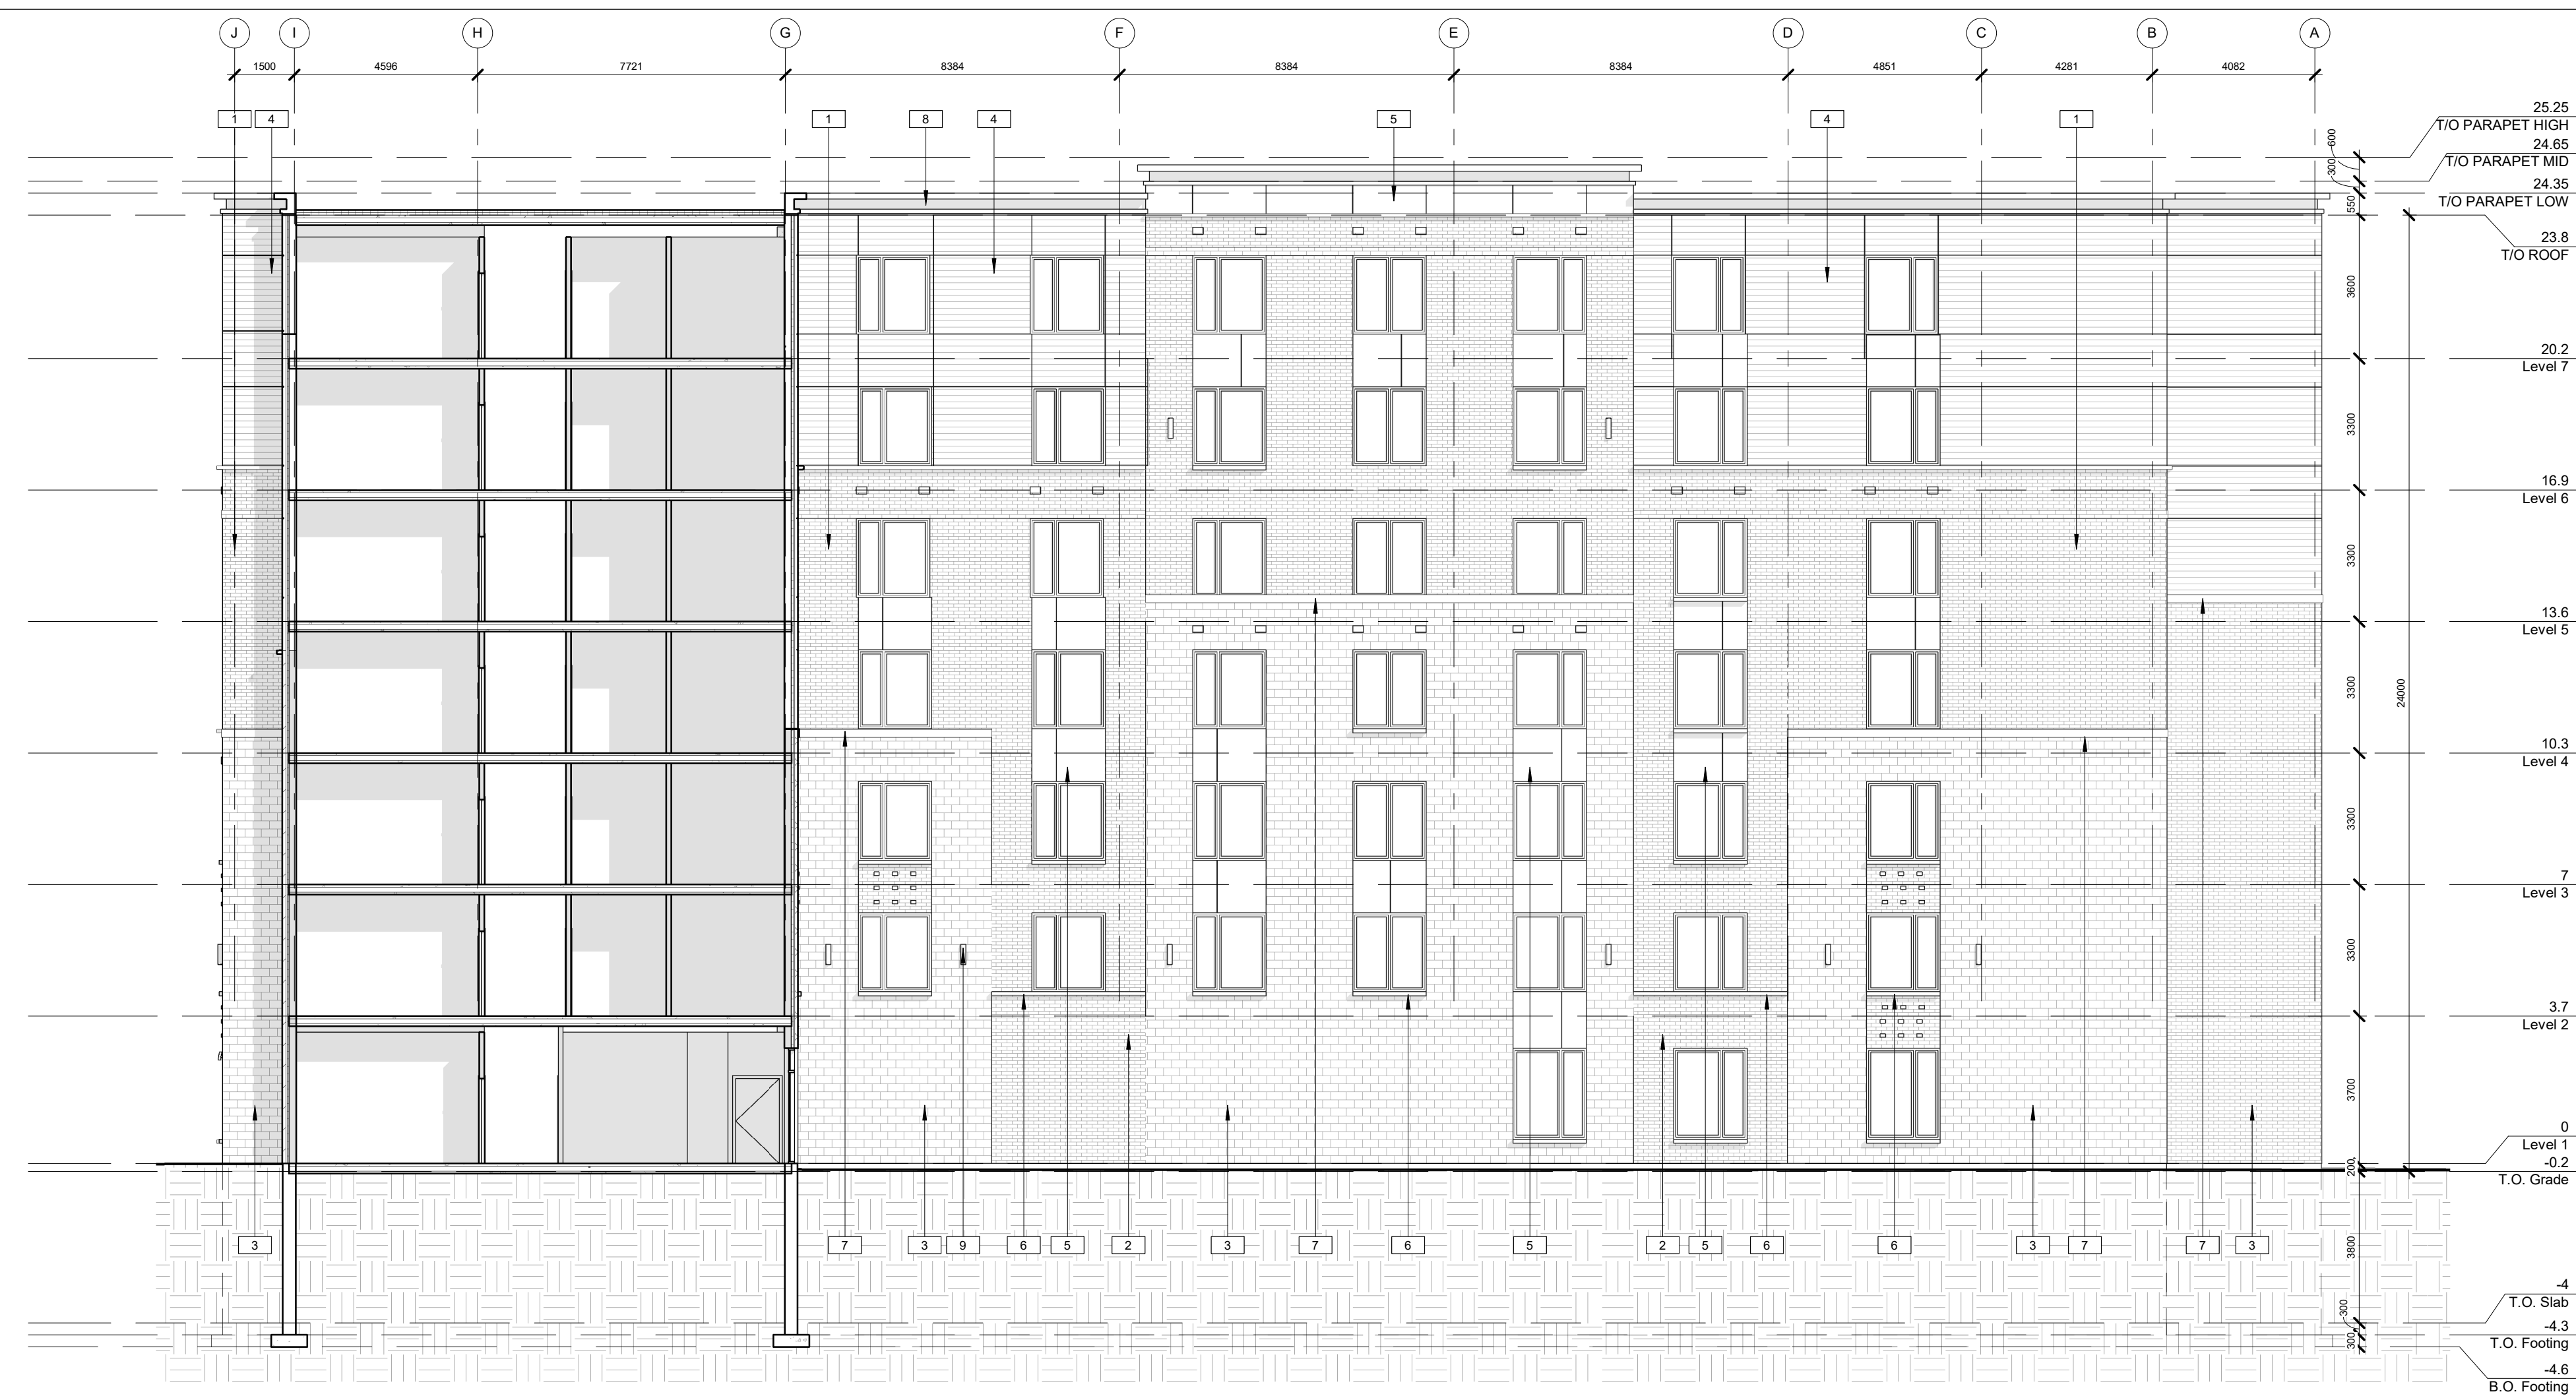 J I H G F E D C B A
1500 4596 7721 8384 8384 8384 4851 4281 4082
1 4 1 8 4 5 4 1
25.25
T/O PARAPET HIGH
600
24.65
T/O PARAPET MID
300
24.35
T/O PARAPET LOW
550
23.8
T/O ROOF
3600
20.2
Level 7
3300
16.9
Level 6
3300
13.6
Level 5
3300
24000
10.3
Level 4
3300
7
Level 3
3300
3.7
Level 2
3700
0
Level 1
200
-0.2
T.O. Grade
3 7 3 9 6 5 2 3 7 6 5 2 5 6 6 3 7 7 3
3800
-4
T.O. Slab
300
-4.3
T.O. Footing
300
-4.6
B.O. Footing